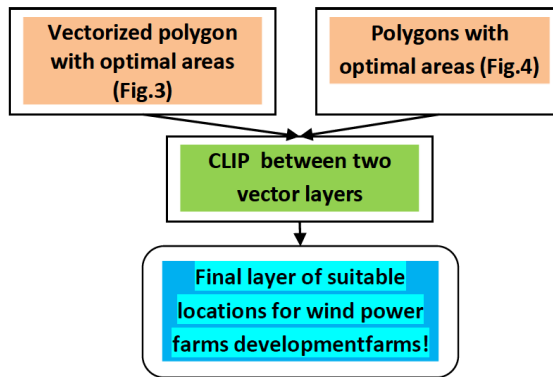 Vectorized polygon
with optimal areas
(Fig.3)
Polygons with
optimal areas (Fig.4)
CLIP between two
vector layers
Final layer of suitable
locations for wind power
farms developmentfarms!